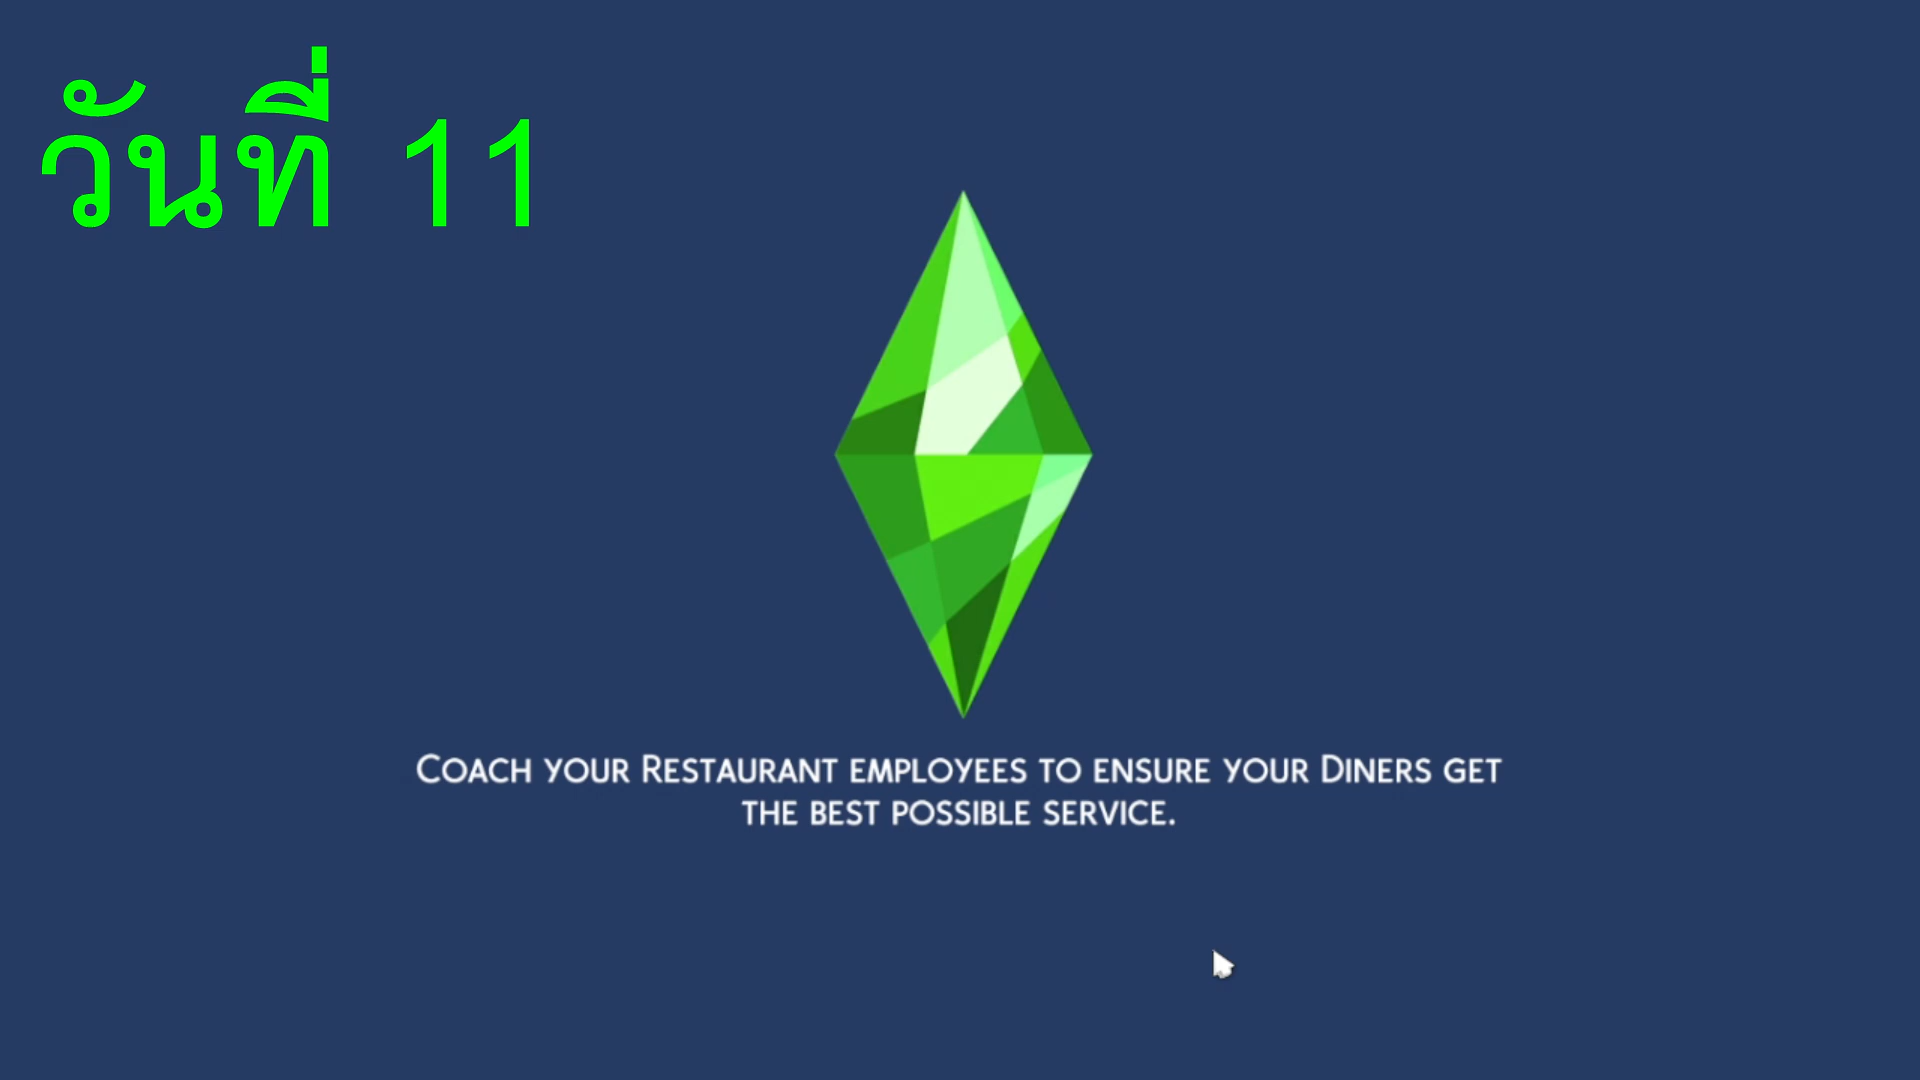 วันที่ 11
Coach your Restaurant employees to ensure your Diners get
the best possible service.